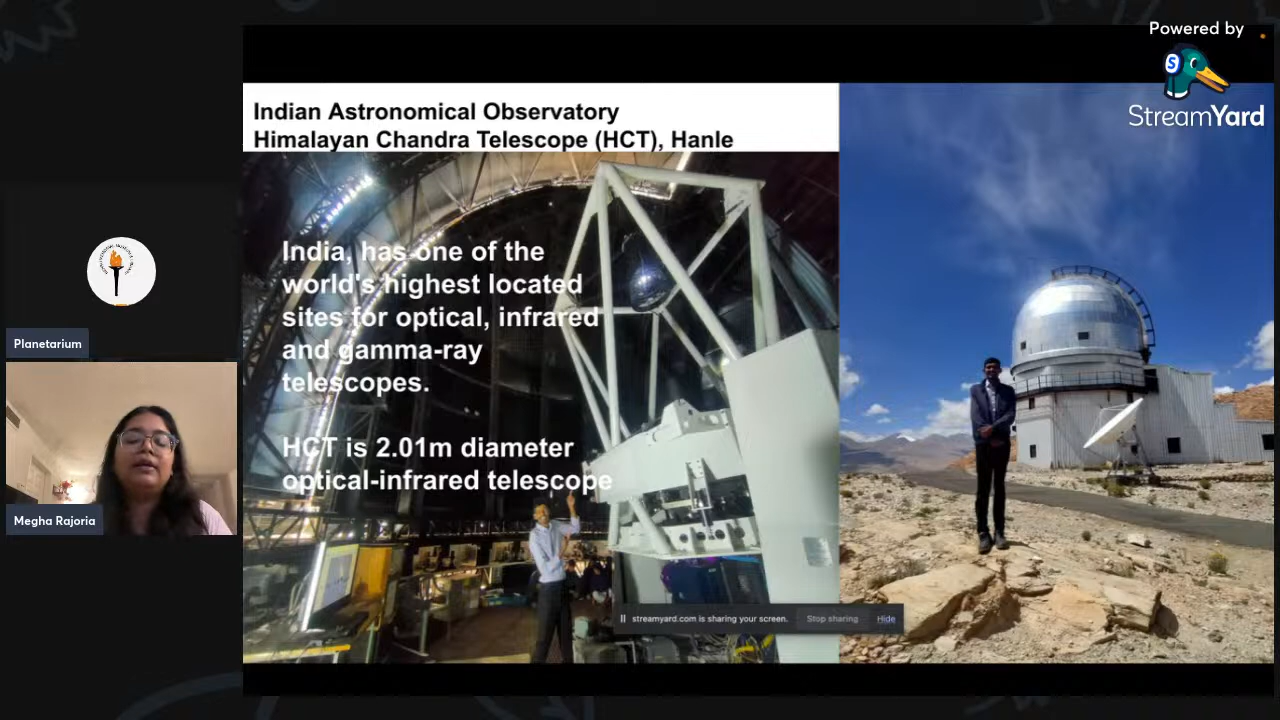 Powered by
S
StreamYard
Indian Astronomical Observatory
Himalayan Chandra Telescope (HCT), Hanle
India, has one of the
world's highest located
sites for optical, infrared
and gamma-ray
telescopes.
HCT is 2.01m diameter
optical-infrared telescope
Planetarium
Megha Rajoria
streamyard.com is sharing your screen.
Stop sharing
Hide